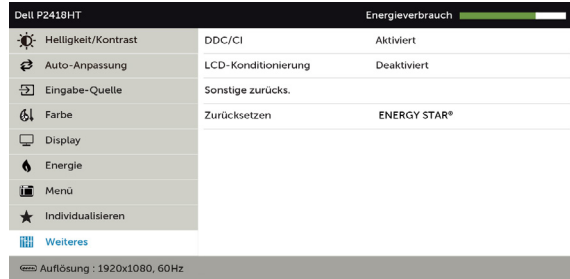 Dell P2418HT Energieverbrauch
Helligkeit/Kontrast DDC/CI Aktiviert
Auto-Anpassung LCD-Konditionierung Deaktiviert
Eingabe-Quelle Sonstige zurücks.
Farbe Zurücksetzen ENERGY STAR®
Display
Energie
Menü
Individualisieren
Weiteres
Auflösung : 1920x1080, 60Hz